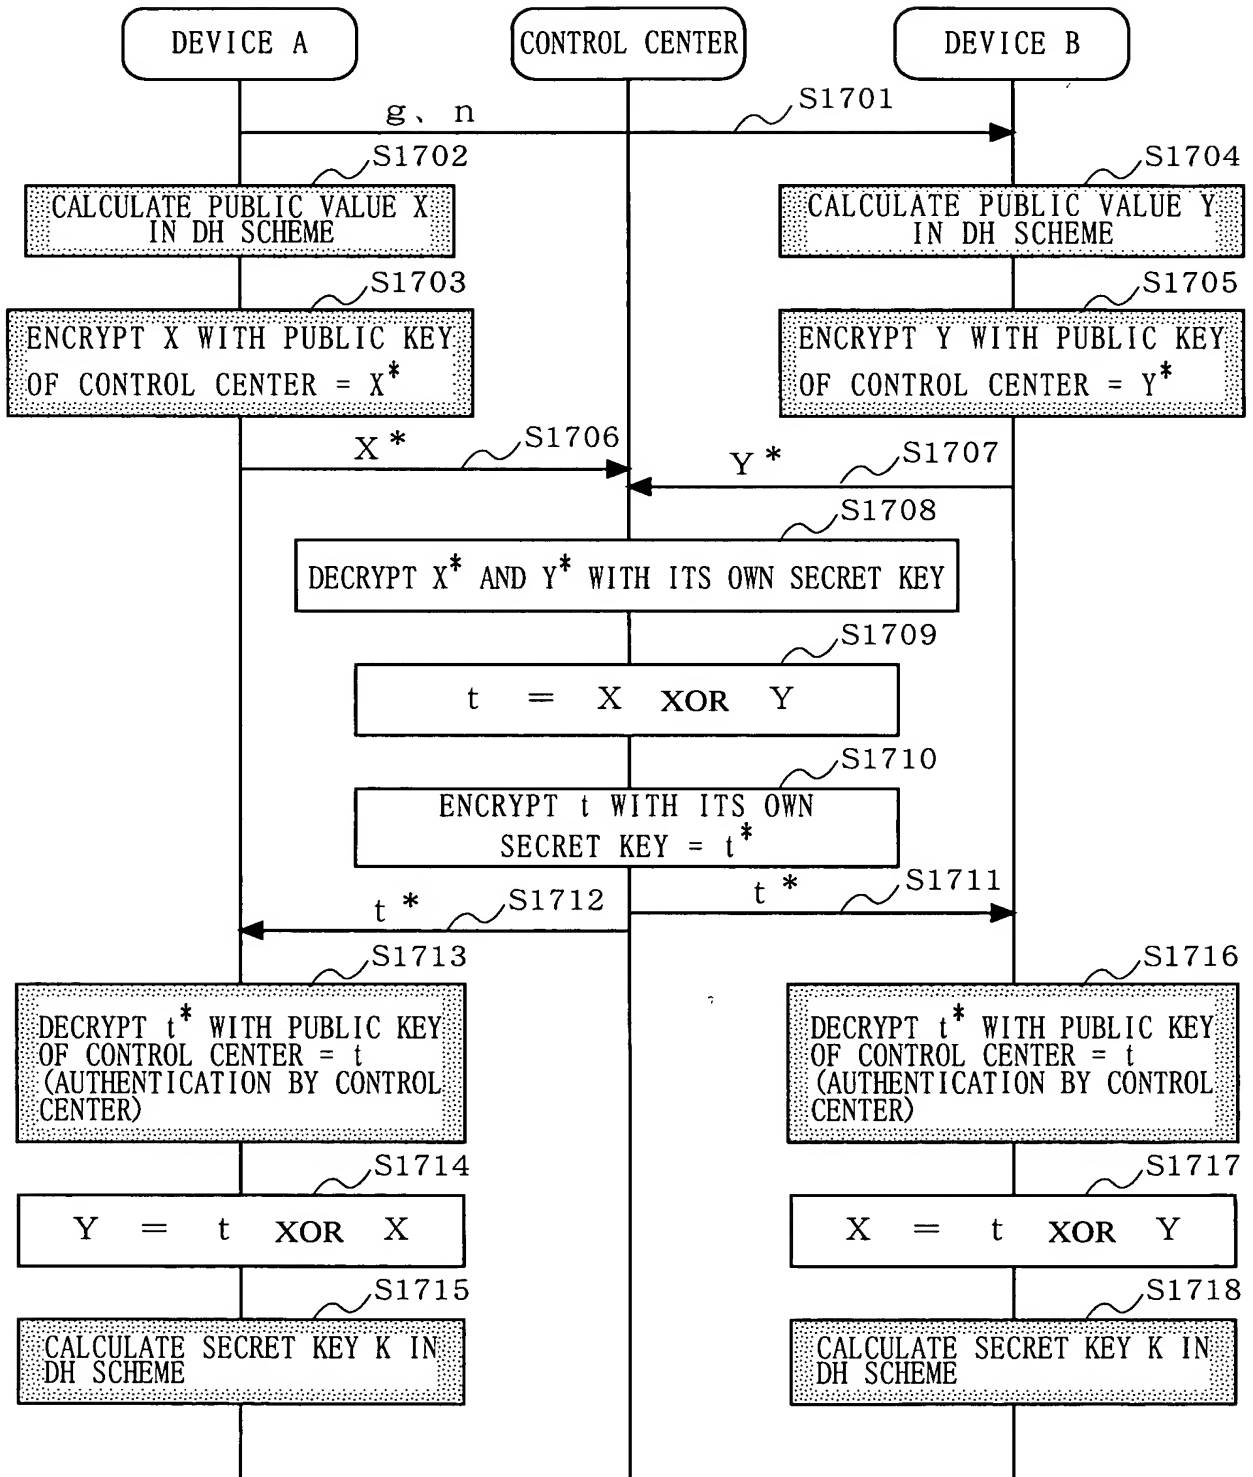 DEVICE A
CONTROL CENTER
DEVICE B
g、n
S1701
S1702
CALCULATE PUBLIC VALUE X
IN DH SCHEME
S1704
CALCULATE PUBLIC VALUE Y
IN DH SCHEME
S1703
ENCRYPT X WITH PUBLIC KEY
OF CONTROL CENTER = X*
S1705
ENCRYPT Y WITH PUBLIC KEY
OF CONTROL CENTER = Y*
X*
S1706
Y*
S1707
S1708
DECRYPT X* AND Y* WITH ITS OWN SECRET KEY
S1709
t = X XOR Y
S1710
ENCRYPT t WITH ITS OWN
SECRET KEY = t*
t*
S1711
t*
S1712
S1713
DECRYPT t* WITH PUBLIC KEY
OF CONTROL CENTER = t
(AUTHENTICATION BY CONTROL
CENTER)
S1716
DECRYPT t* WITH PUBLIC KEY
OF CONTROL CENTER = t
(AUTHENTICATION BY CONTROL
CENTER)
S1714
Y = t XOR X
S1717
X = t XOR Y
S1715
CALCULATE SECRET KEY K IN
DH SCHEME
S1718
CALCULATE SECRET KEY K IN
DH SCHEME